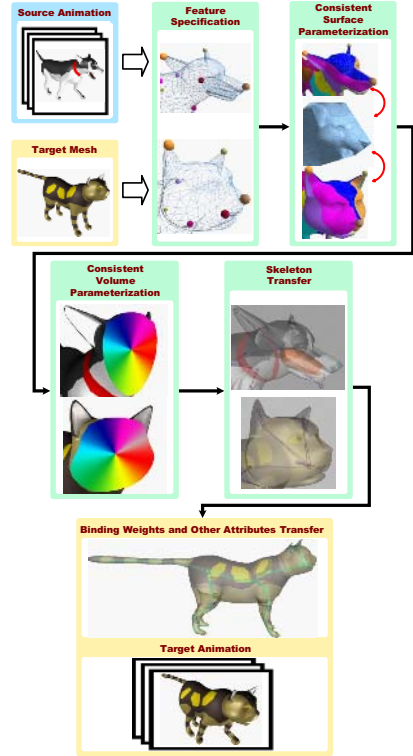 Source Animation
Feature
Specification
Consistent
Surface
Parameterization
Target Mesh
Consistent
Volume
Parameterization
Skeleton
Transfer
Binding Weights and Other Attributes Transfer
Target Animation